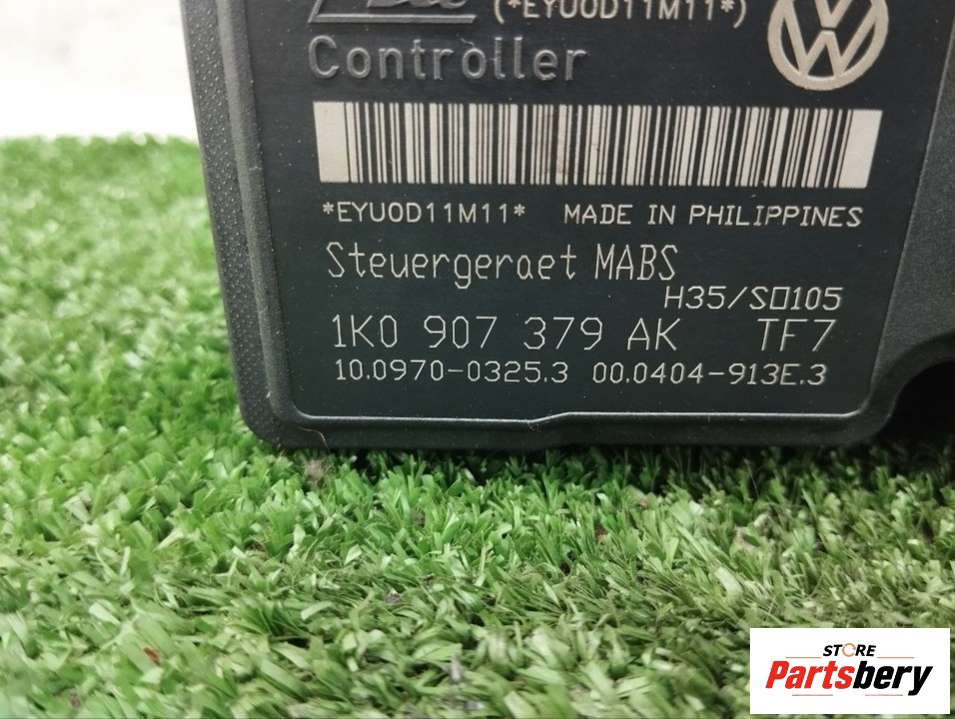 (*EYU0D11M11*)
Controller
*EYU0D11M11* MADE IN PHILIPPINES
Steuergeraet MABS
H35/S0105
1K0 907 379 AK TF7
10.0970-0325.3 00.0404-913E.3
STORE
Partsbery